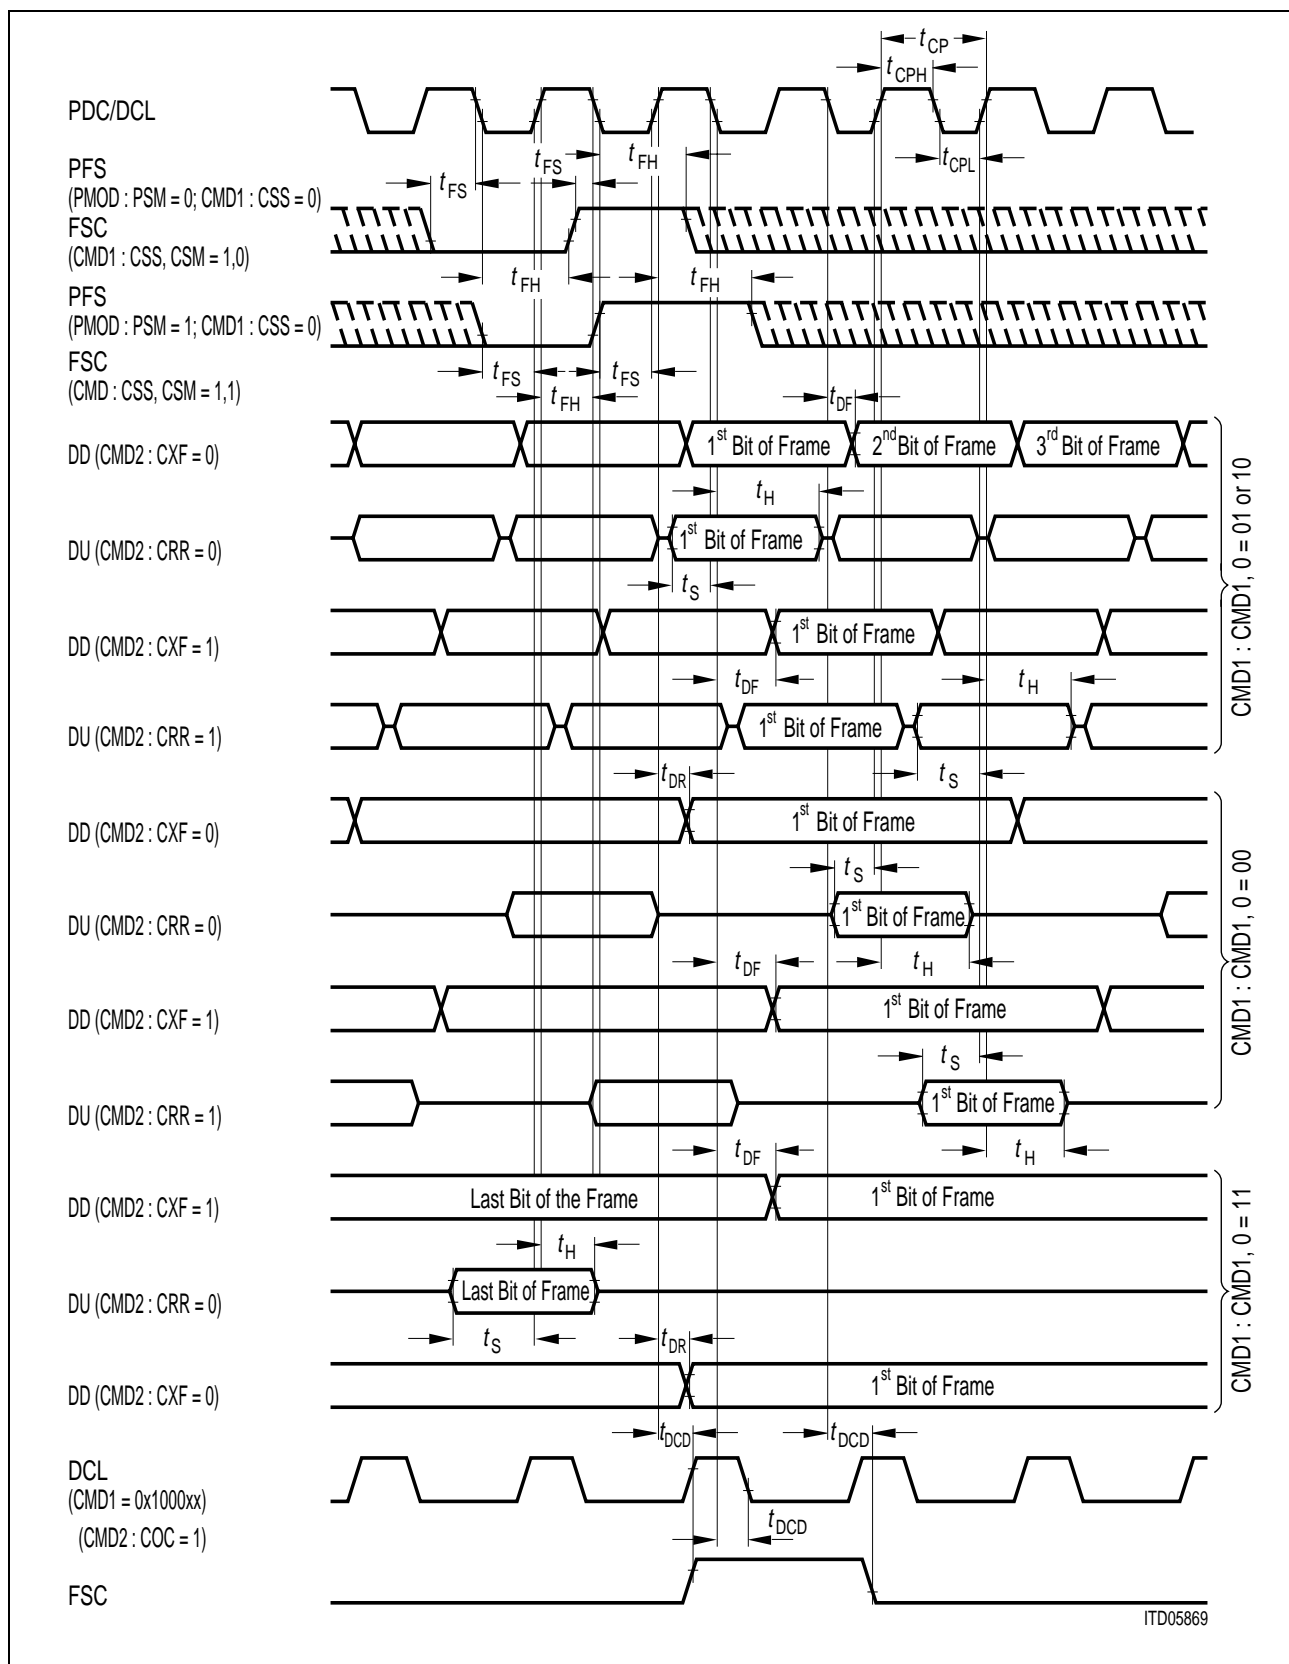 tCP
tCPH
PDC/DCL
tCPL
PFS
tFS
tFS
tFH
(PMOD : PSM = 0; CMD1 : CSS = 0)
FSC
(CMD1 : CSS, CSM = 1,0)
tFH
tFH
PFS
(PMOD : PSM = 1; CMD1 : CSS = 0)
FSC
tFS
tFS
(CMD : CSS, CSM = 1,1)
tFH
tDF
DD (CMD2 : CXF = 0)
1st Bit of Frame
2nd Bit of Frame
3rd Bit of Frame
tH
DU (CMD2 : CRR = 0)
1st Bit of Frame
tS
CMD1 : CMD1, 0 = 01 or 10
DD (CMD2 : CXF = 1)
1st Bit of Frame
tDF
tH
DU (CMD2 : CRR = 1)
1st Bit of Frame
tDR
tS
DD (CMD2 : CXF = 0)
1st Bit of Frame
tS
DU (CMD2 : CRR = 0)
1st Bit of Frame
CMD1 : CMD1, 0 = 00
tDF
tH
DD (CMD2 : CXF = 1)
1st Bit of Frame
tS
DU (CMD2 : CRR = 1)
1st Bit of Frame
tDF
tH
DD (CMD2 : CXF = 1)
Last Bit of the Frame
1st Bit of Frame
tH
DU (CMD2 : CRR = 0)
Last Bit of Frame
CMD1 : CMD1, 0 = 11
tS
tDR
DD (CMD2 : CXF = 0)
1st Bit of Frame
tDCD
tDCD
DCL
(CMD1 = 0x1000xx)
(CMD2 : COC = 1)
tDCD
FSC
ITD05869